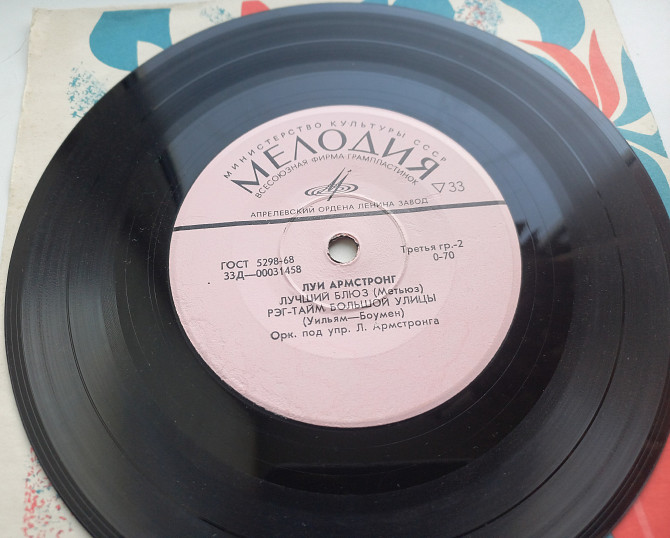 МИНИСТЕРСТВО КУЛЬТУРЫ СССР
МЕЛОДИЯ
ВСЕСОЮЗНАЯ ФИРМА ГРАМПЛАСТИНОК
▽33
АПРЕЛЕВСКИЙ ОРДЕНА ЛЕНИНА ЗАВОД
ГОСТ 5298-68
33Д—00031458
Третья гр.-2
0-70
ЛУИ АРМСТРОНГ
ЛУЧШИЙ БЛЮЗ (Метьюз)
РЭГ-ТАЙМ БОЛЬШОЙ УЛИЦЫ
(Уильям—Боумен)
Орк. под упр. Л. Армстронга